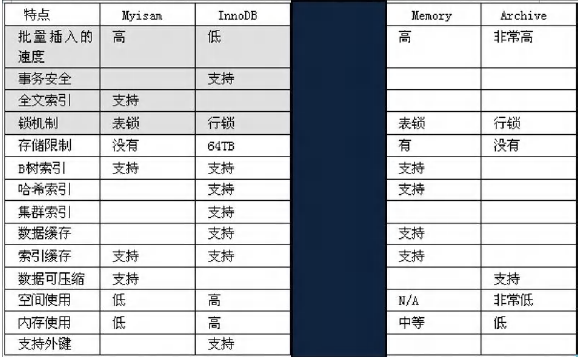 特点 Myisam InnoDB Memory Archive
批量插入的 高 低 高 非常高
速度
事务安全 支持
全文索引 支持
锁机制 表锁 行锁 表锁 行锁
存储限制 没有 64TB 有 没有
B树索引 支持 支持 支持
哈希索引 支持 支持
集群索引 支持
数据缓存 支持 支持
索引缓存 支持 支持 支持
数据可压缩 支持 支持
空间使用 低 高 N/A 非常低
内存使用 低 高 中等 低
支持外键 支持